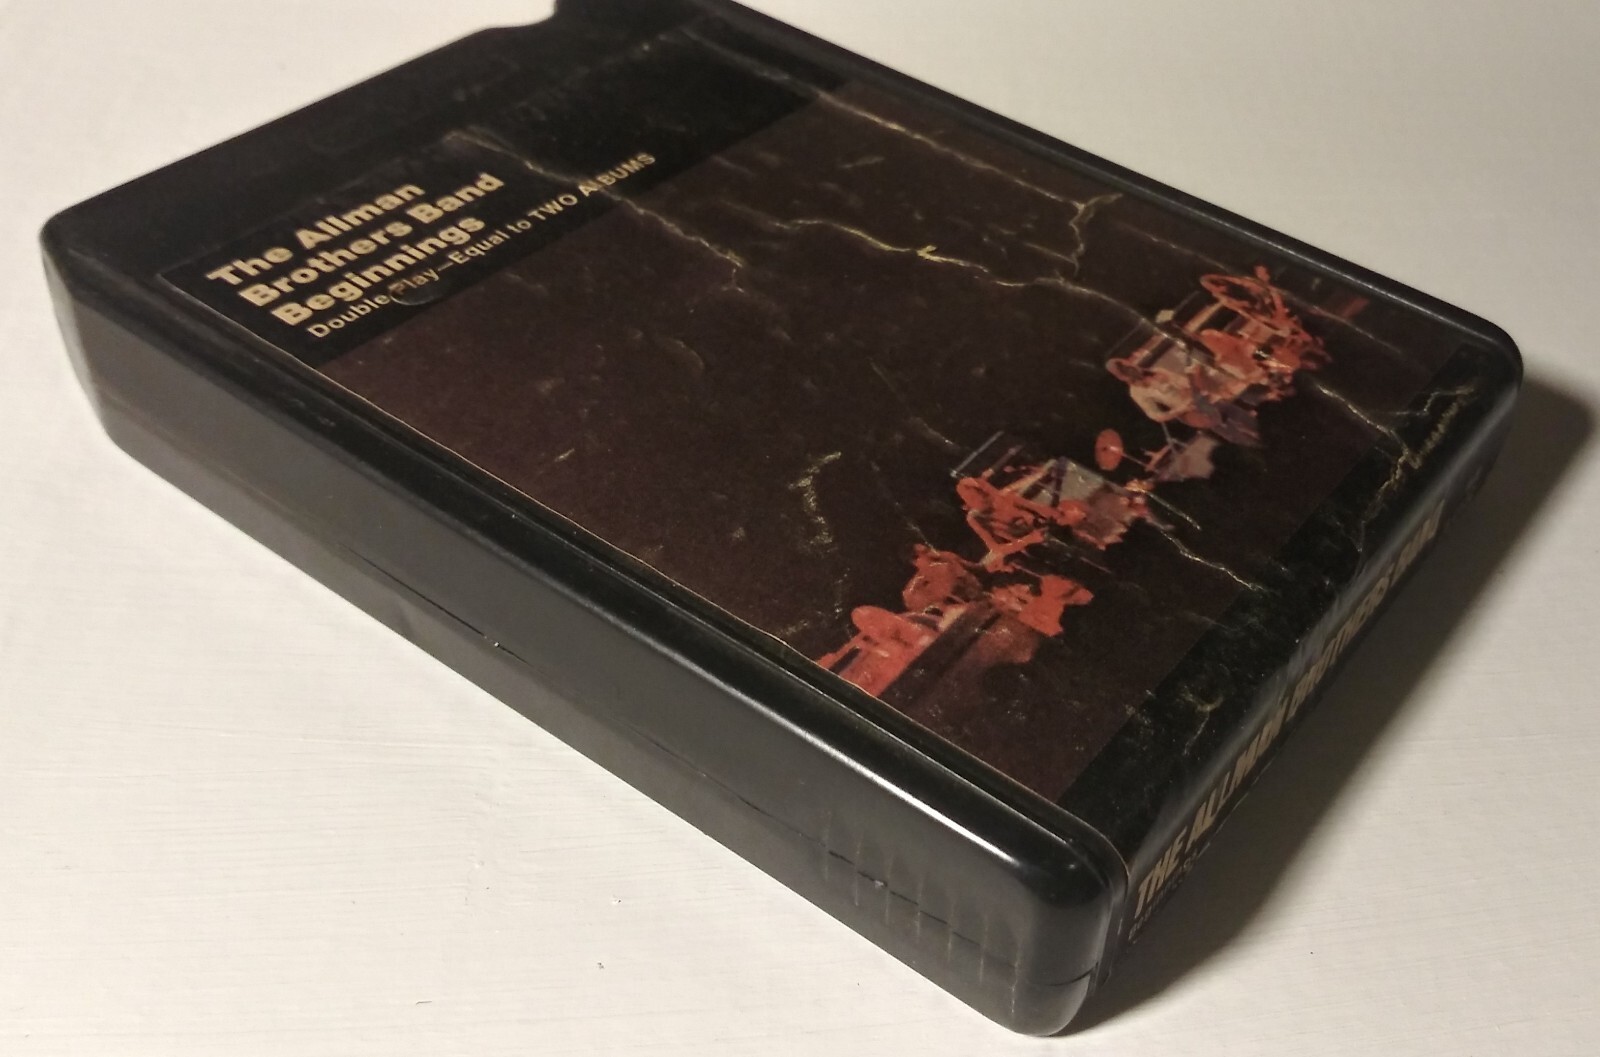 The Allman
Brothers Band
Beginnings
Double Play—Equal to TWO ALBUMS
THE ALLMAN BROTHERS BAND